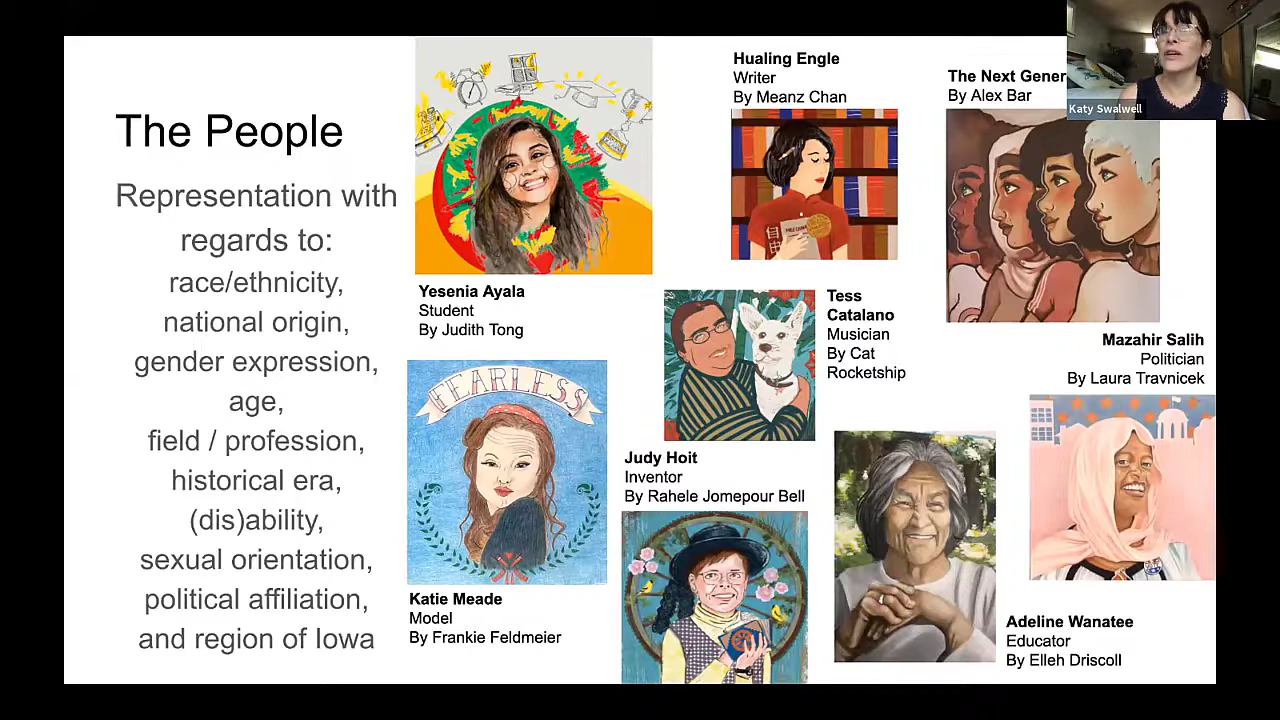 The People
Representation with
regards to:
race/ethnicity,
national origin,
gender expression,
age,
field / profession,
historical era,
(dis)ability,
sexual orientation,
political affiliation,
and region of Iowa
Yesenia Ayala
Student
By Judith Tong
FEARLESS
Katie Meade
Model
By Frankie Feldmeier
Hualing Engle
Writer
By Meanz Chan
自由
Tess
Catalano
Musician
By Cat
Rocketship
Judy Hoit
Inventor
By Rahele Jomepour Bell
The Next Gener
By Alex Bar
Katy Swalwell
Mazahir Salih
Politician
By Laura Travnicek
Adeline Wanatee
Educator
By Elleh Driscoll